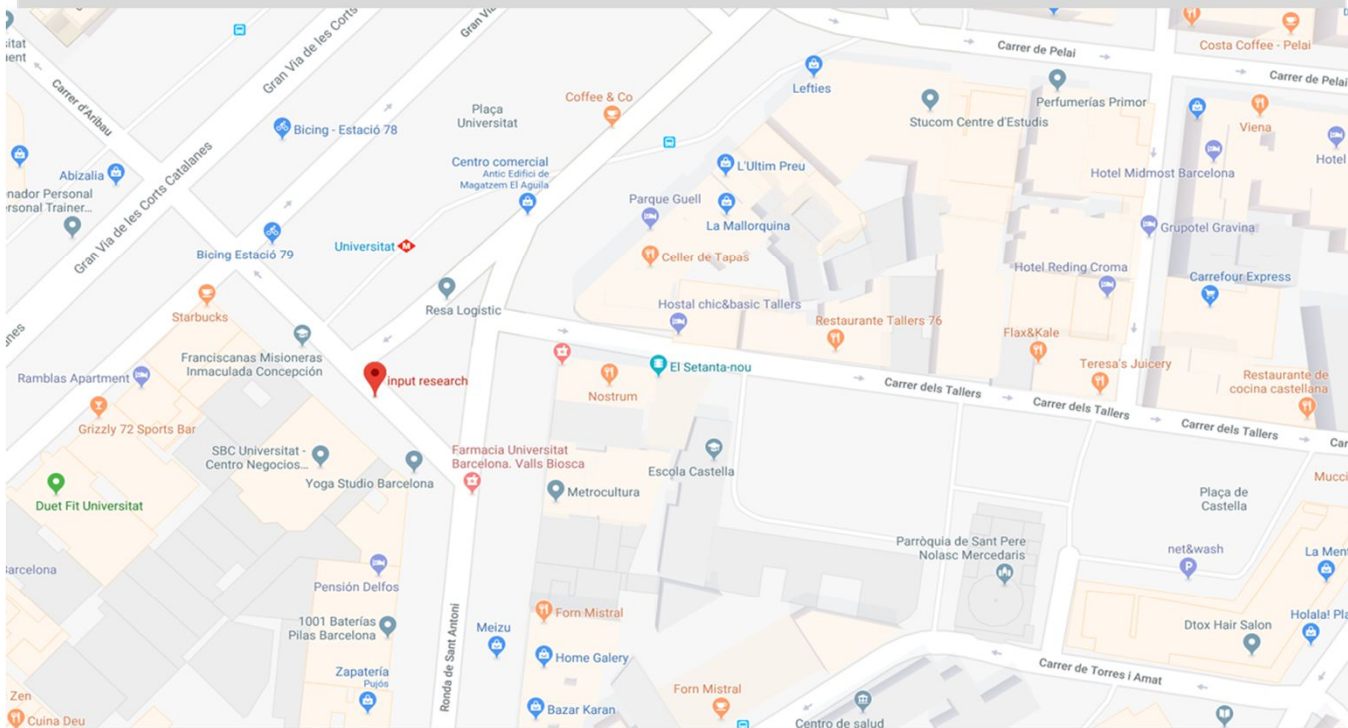 Gran Via de les Corts
Gran Via
Carrer de Pelai
Costa Coffee - Pelai
Carrer de Pelai
Carrer d'Aribau
Lefties
Perfumerías Primor
Coffee & Co
Plaça
Universitat
Stucom Centre d'Estudis
Viena
Bicing - Estació 78
Centro comercial
Antic Edifici de
Magatzem El Aguila
L'Ultim Preu
Hotel
Hotel Midmost Barcelona
Abizalia
Personal Trainer...
Parque Guell
La Mallorquina
Grupotel Gravina
Gran Via de les Corts Catalanes
Universitat
M
Bicing Estació 79
Celler de Tapas
Hotel Reding Croma
Carrefour Express
Resa Logistic
Hostal chic&basic Tallers
Starbucks
Restaurante Tallers 76
Flax&Kale
Franciscanas Misioneras
Inmaculada Concepción
Teresa's Juicery
El Setanta-nou
Ramblas Apartment
input research
Nostrum
Carrer dels Tallers
Restaurante de
cocina castellana
Carrer dels Tallers
Grizzly 72 Sports Bar
Carrer dels Tallers
Car
SBC Universitat -
Centro Negocios...
Farmacia Universitat
Barcelona. Valls Biosca
Escola Castella
Yoga Studio Barcelona
Metrocultura
Mucci
Duet Fit Universitat
Plaça de
Castella
Parròquia de Sant Pere
Nolasc Mercedaris
net&wash
P
La Ment
Barcelona
Pensión Delfos
Forn Mistral
1001 Baterías
Pilas Barcelona
Meizu
Ronda de Sant Antoni
Dtox Hair Salon
Holala! Pla
Home Galery
Carrer de Torres i Amat
Zapatería
Pujós
Forn Mistral
Zen
Bazar Karan
Cuina Deu
Centro de salud